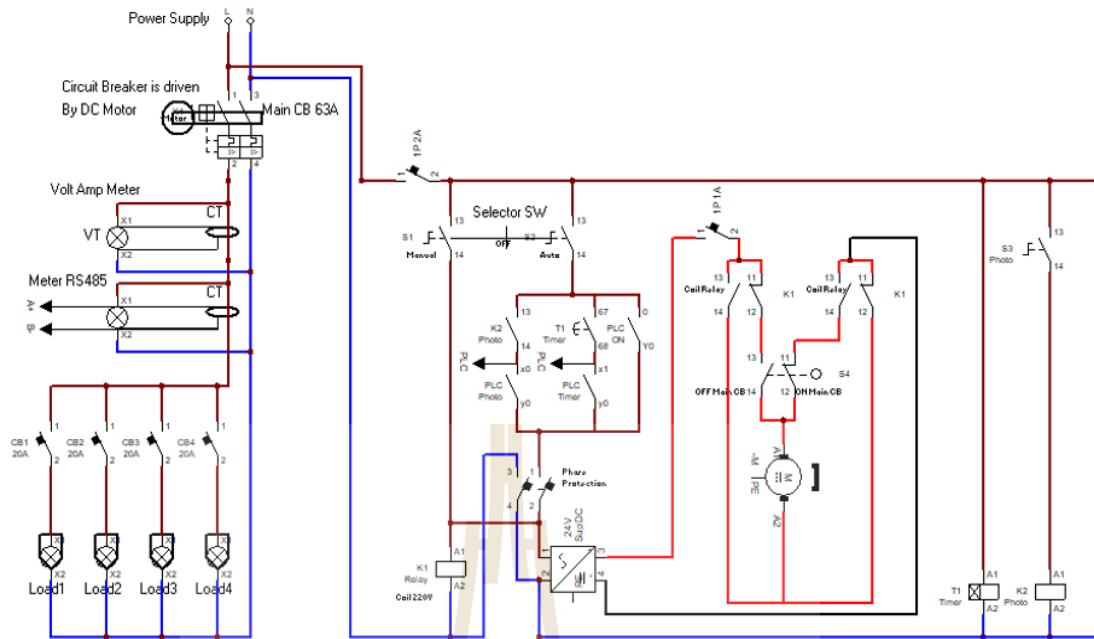 Power Supply
L
N
Circuit Breaker is driven
By DC Motor
Motor
1
3
Main CB 63A
I>
I>
2
4
1P 2A
1
2
Volt Amp Meter
X1
CT
VT
X2
Meter RS485
CT
A+
X1
X2
Selector SW
13
S1
Manual
14
OFF
13
S2
Auto
14
1P 1A
1
2
13
S3
Photo
14
13
11
Coil Relay
K1
14
12
13
11
Coil Relay
K1
14
12
13
K2
Photo
14
67
T1
Timer
68
0
PLC
ON
Y0
PLC
x0
PLC
x1
PLC
Photo
y0
PLC
Timer
y0
13
11
S4
OFF Main CB
14
12
ON Main CB
CB1
20A
1
2
CB2
20A
1
2
CB3
20A
1
2
CB4
20A
1
2
3
1
Phase
Protection
4
2
A1
-M
M
PE
A2
24V
Sup DC
1
3
2
4
A1
K1
Relay
A2
Coil 220V
A1
T1
Timer
A2
A1
K2
Photo
A2
X1
X1
X1
X1
X2
X2
X2
X2
Load1
Load2
Load3
Load4